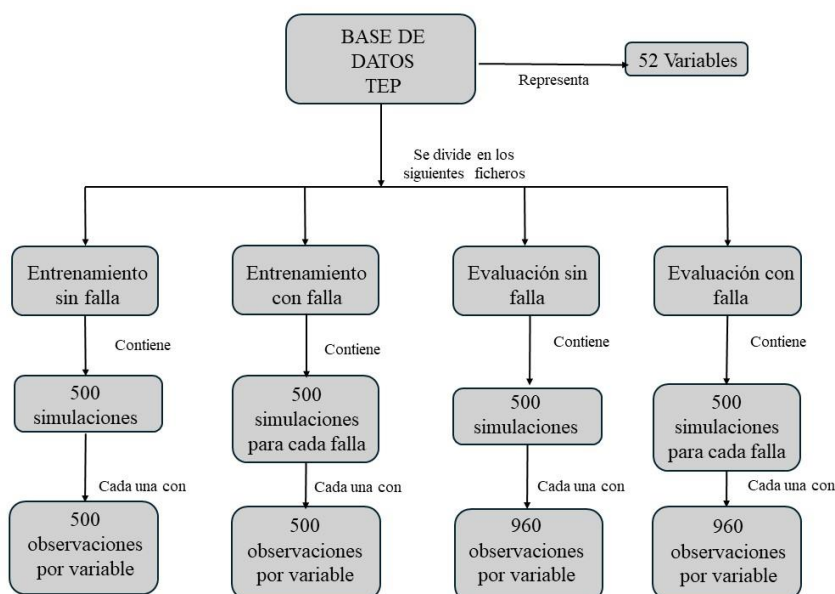 BASE DE
DATOS
TEP
Representa
52 Variables
Se divide en los
siguientes ficheros
Entrenamiento
sin falla
Entrenamiento
con falla
Evaluación sin
falla
Evaluación con
falla
Contiene
Contiene
Contiene
Contiene
500
simulaciones
500
simulaciones
para cada falla
500
simulaciones
500
simulaciones
para cada falla
Cada una con
Cada una con
Cada una con
Cada una con
500
observaciones
por variable
500
observaciones
por variable
960
observaciones
por variable
960
observaciones
por variable